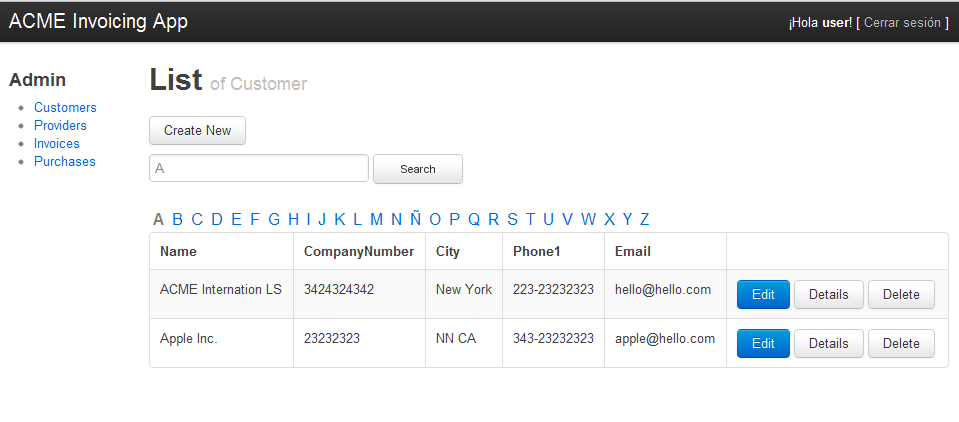 ACME Invoicing App
¡Hola user! [ Cerrar sesión ]
Admin
Customers
Providers
Invoices
Purchases
List of Customer
Create New
A
Search
A B C D E F G H I J K L M N Ñ O P Q R S T U V W X Y Z
Name CompanyNumber City Phone1 Email
ACME Internation LS 3424324342 New York 223-23232323 hello@hello.com Edit Details Delete
Apple Inc. 23232323 NN CA 343-23232323 apple@hello.com Edit Details Delete